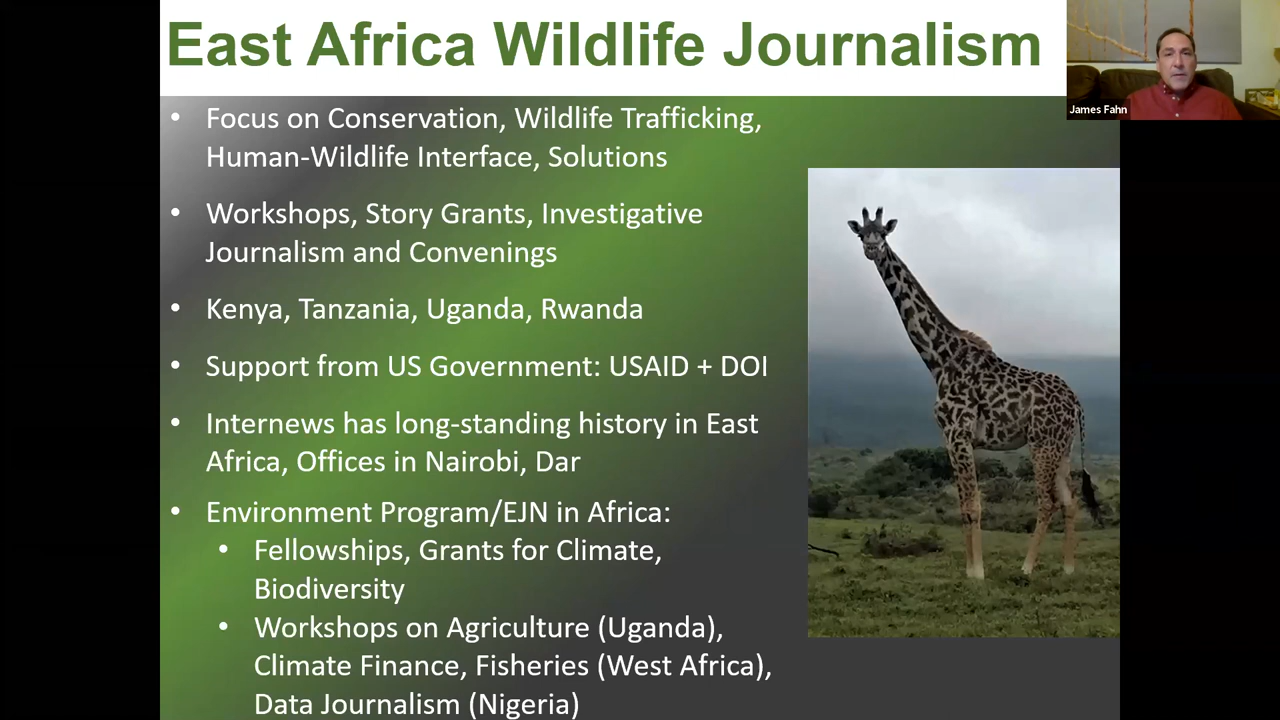 East Africa Wildlife Journalism
James Fahn
• Focus on Conservation, Wildlife Trafficking,
Human-Wildlife Interface, Solutions
• Workshops, Story Grants, Investigative
Journalism and Convenings
• Kenya, Tanzania, Uganda, Rwanda
• Support from US Government: USAID + DOI
• Internews has long-standing history in East
Africa, Offices in Nairobi, Dar
• Environment Program/EJN in Africa:
• Fellowships, Grants for Climate,
Biodiversity
• Workshops on Agriculture (Uganda),
Climate Finance, Fisheries (West Africa),
Data Journalism (Nigeria)